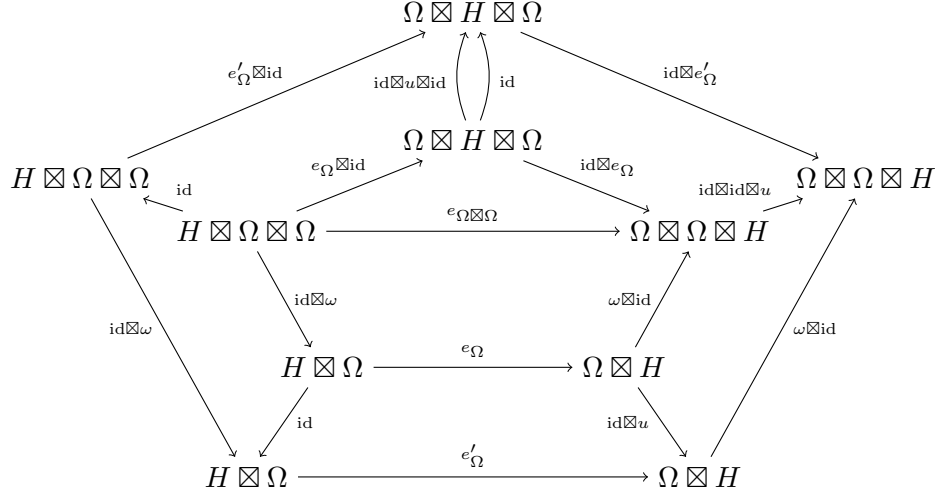 Ω ⊠ H ⊠ Ω
e′_Ω⊠id
id⊠e′_Ω
id⊠u⊠id
id
Ω ⊠ H ⊠ Ω
e_Ω⊠id
id⊠e_Ω
H ⊠ Ω ⊠ Ω
id
id⊠id⊠u
Ω ⊠ Ω ⊠ H
e_{Ω⊠Ω}
H ⊠ Ω ⊠ Ω
Ω ⊠ Ω ⊠ H
id⊠ω
id⊠ω
ω⊠id
ω⊠id
e_Ω
H ⊠ Ω
Ω ⊠ H
id
id⊠u
e′_Ω
H ⊠ Ω
Ω ⊠ H